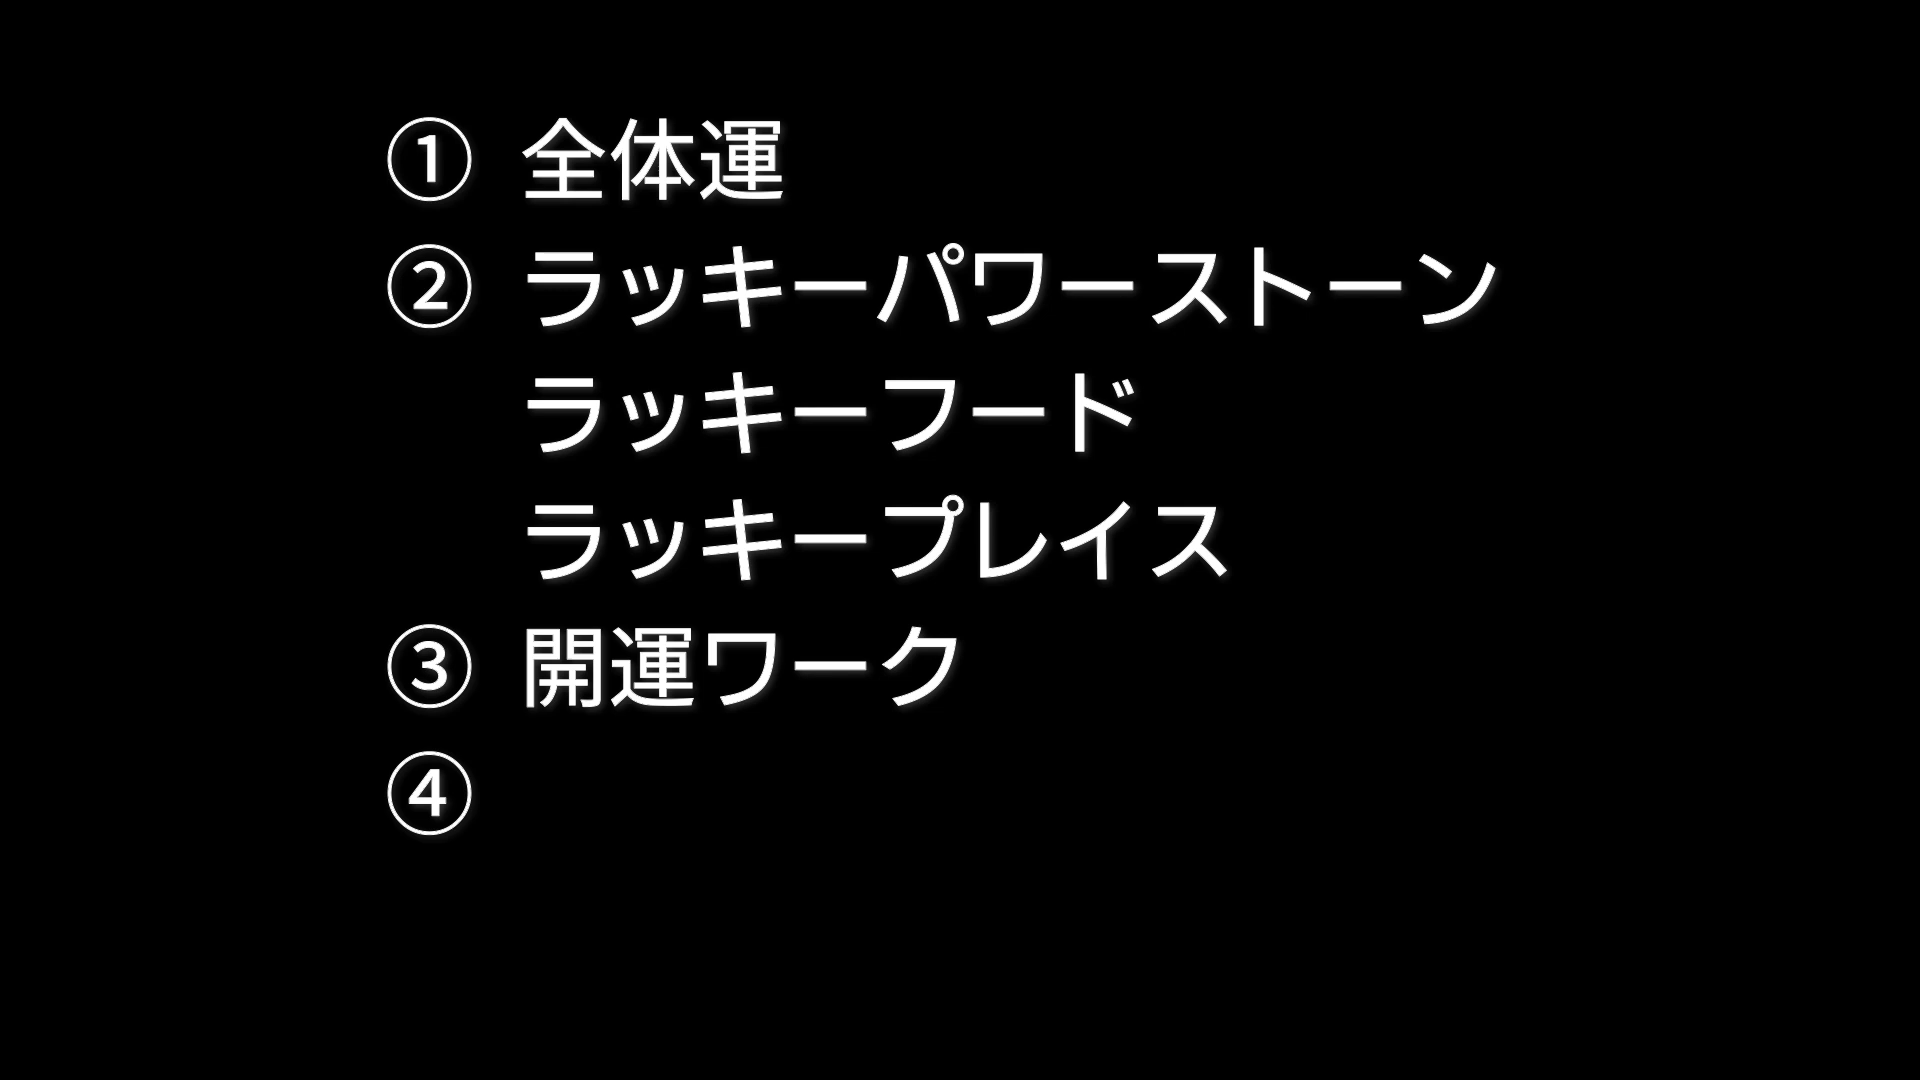 ① 全体運
② ラッキーパワーストーン
ラッキーフード
ラッキープレイス
③ 開運ワーク
④